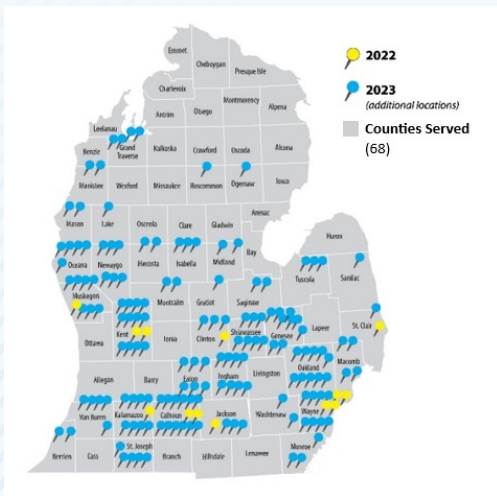 Emmet
Cheboygan
Presque Isle
Charlevoix
Antrim
Otsego
Montmorency
Alpena
Leelanau
Benzie
Grand
Traverse
Kalkaska
Crawford
Oscoda
Alcona
Manistee
Wexford
Missaukee
Roscommon
Ogemaw
Iosco
Arenac
Mason
Lake
Osceola
Clare
Gladwin
Huron
Oceana
Newaygo
Mecosta
Isabella
Midland
Bay
Tuscola
Sanilac
Muskegon
Montcalm
Gratiot
Saginaw
Kent
Ottawa
Ionia
Clinton
Shiawassee
Genesee
Lapeer
St. Clair
Allegan
Barry
Eaton
Ingham
Livingston
Oakland
Macomb
Van Buren
Kalamazoo
Calhoun
Jackson
Washtenaw
Wayne
Berrien
Cass
St. Joseph
Branch
Hillsdale
Lenawee
Monroe
2022
2023
(additional locations)
Counties Served
(68)